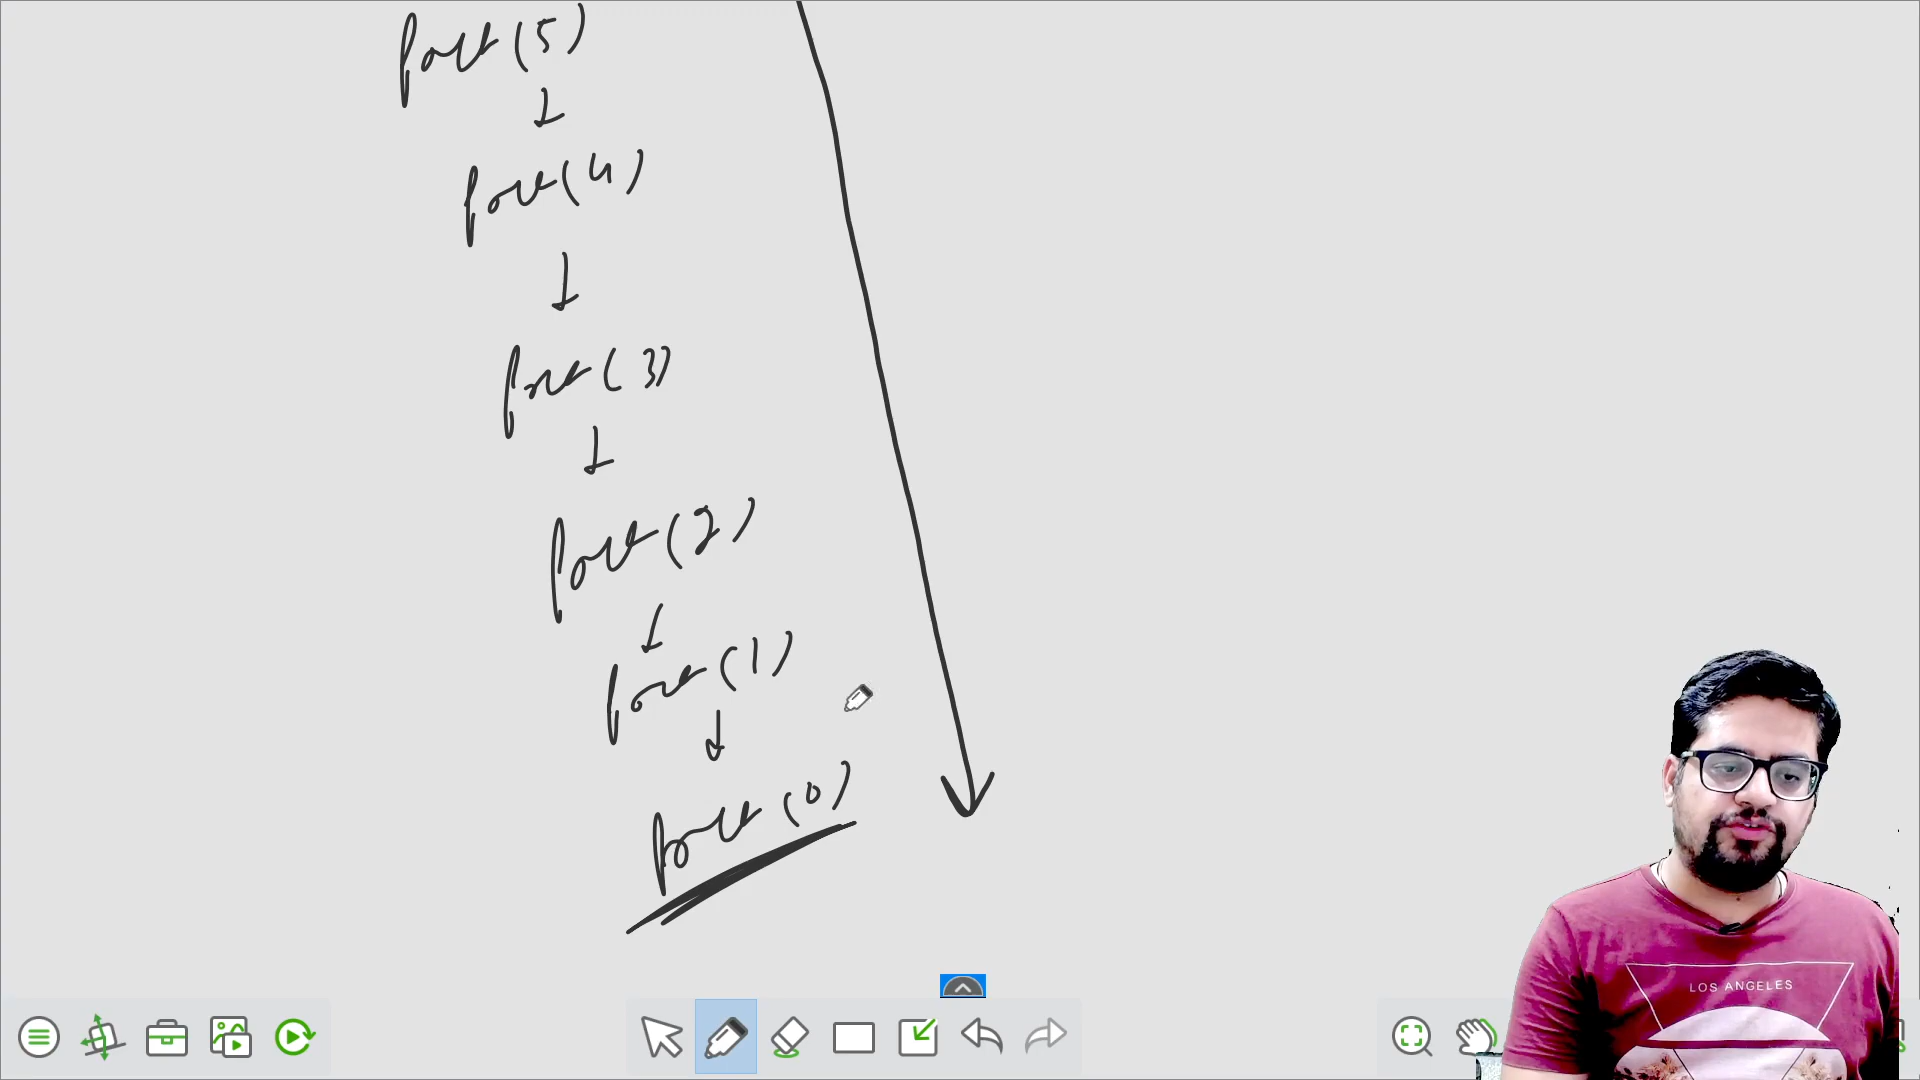 fact(5)
fact(4)
fact(3)
fact(2)
fact(1)
fact(0)
LOS ANGELES